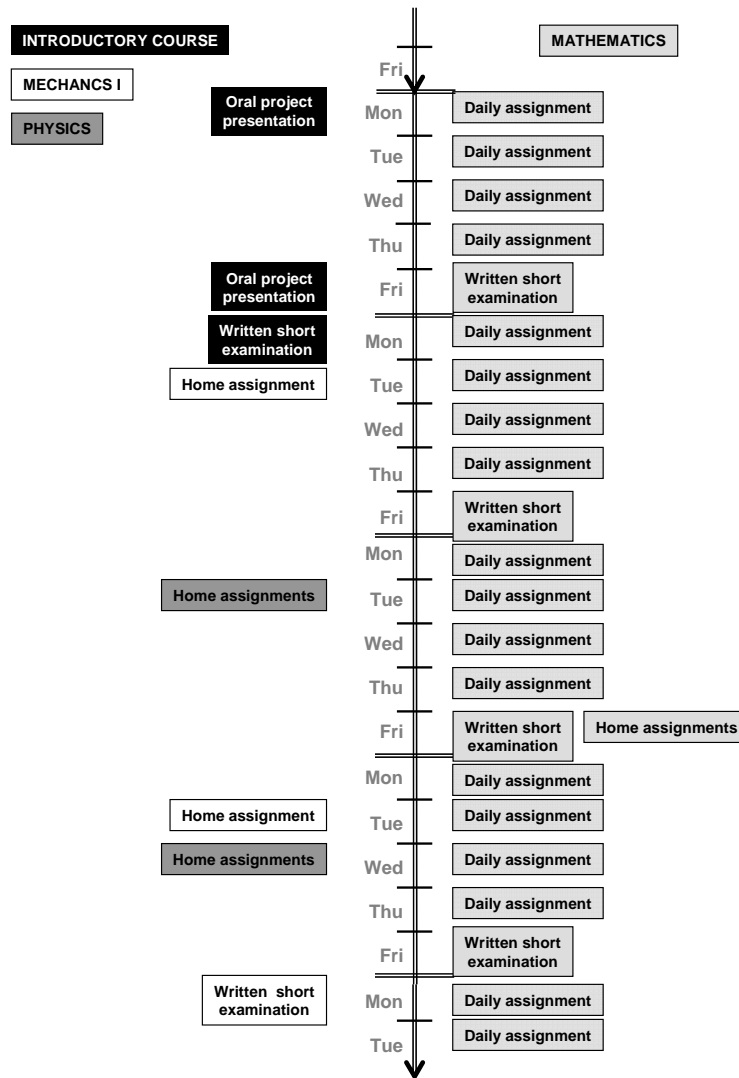 INTRODUCTORY COURSE
MATHEMATICS
MECHANCS I
PHYSICS
Fri
Oral project
presentation
Mon
Daily assignment
Tue
Daily assignment
Wed
Daily assignment
Thu
Daily assignment
Oral project
presentation
Fri
Written short
examination
Written short
examination
Mon
Daily assignment
Home assignment
Tue
Daily assignment
Wed
Daily assignment
Thu
Daily assignment
Fri
Written short
examination
Mon
Daily assignment
Home assignments
Tue
Daily assignment
Wed
Daily assignment
Thu
Daily assignment
Fri
Written short
examination
Home assignments
Mon
Daily assignment
Home assignment
Tue
Daily assignment
Home assignments
Wed
Daily assignment
Thu
Daily assignment
Fri
Written short
examination
Written short
examination
Mon
Daily assignment
Tue
Daily assignment